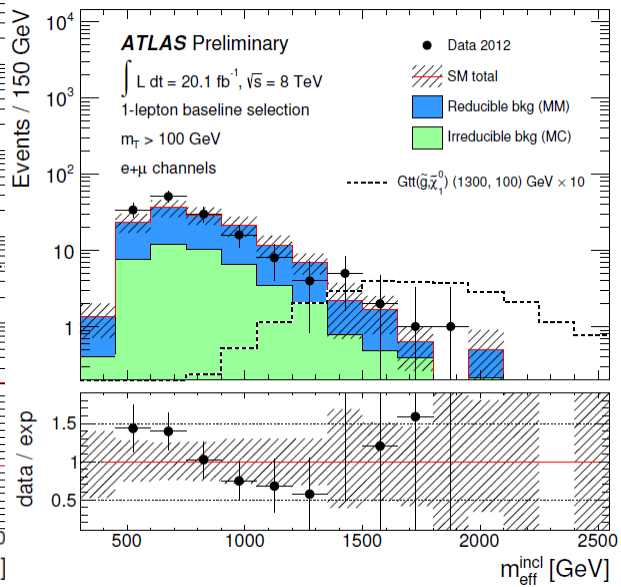 Events / 150 GeV
10⁴
10³
10²
10
1
ATLAS Preliminary
∫ L dt = 20.1 fb⁻¹, √s = 8 TeV
1-lepton baseline selection
m_T > 100 GeV
e+μ channels
Data 2012
SM total
Reducible bkg (MM)
Irreducible bkg (MC)
Gtt(g̃,χ̃⁰₁) (1300, 100) GeV × 10
data / exp
1.5
1
0.5
500 1000 1500 2000 2500
m_eff^incl [GeV]
0
]